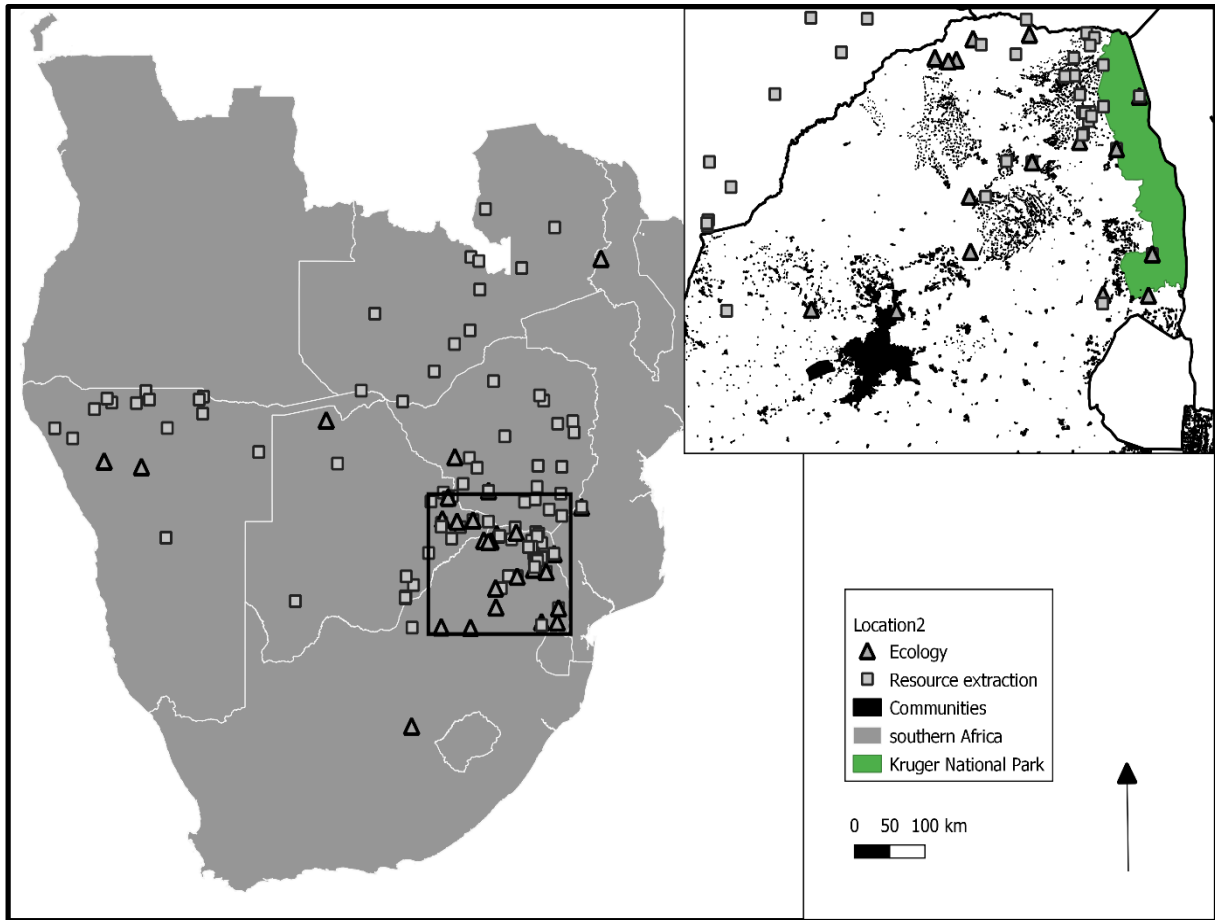 Location2
Ecology
Resource extraction
Communities
southern Africa
Kruger National Park
0 50 100 km